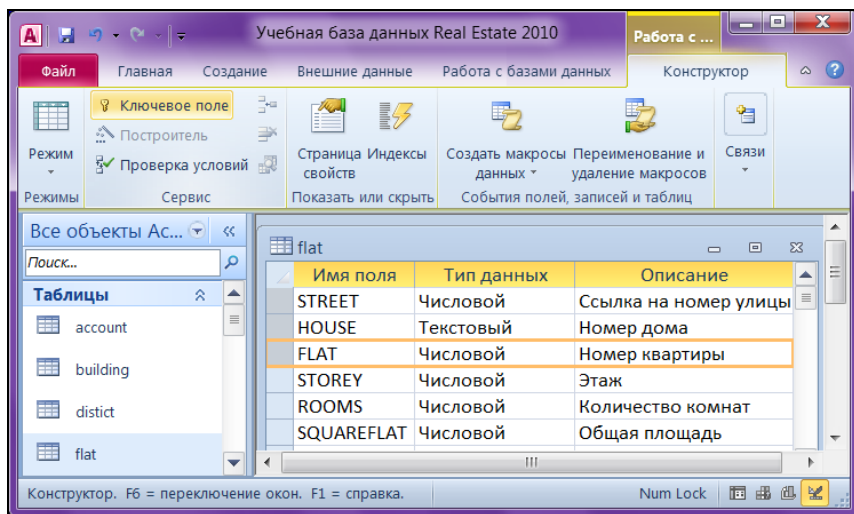 Учебная база данных Real Estate 2010
Работа с ...
Файл Главная Создание Внешние данные Работа с базами данных Конструктор
Режим
Режимы
Ключевое поле
Построитель
Проверка условий
Сервис
Страница свойств
Индексы
Показать или скрыть
Создать макросы данных
Переименование и удаление макросов
События полей, записей и таблиц
Связи
Все объекты Ac...
Поиск...
Таблицы
account
building
distict
flat
flat
Имя поля Тип данных Описание
STREET Числовой Ссылка на номер улицы
HOUSE Текстовый Номер дома
FLAT Числовой Номер квартиры
STOREY Числовой Этаж
ROOMS Числовой Количество комнат
SQUAREFLAT Числовой Общая площадь
Конструктор. F6 = переключение окон. F1 = справка. Num Lock